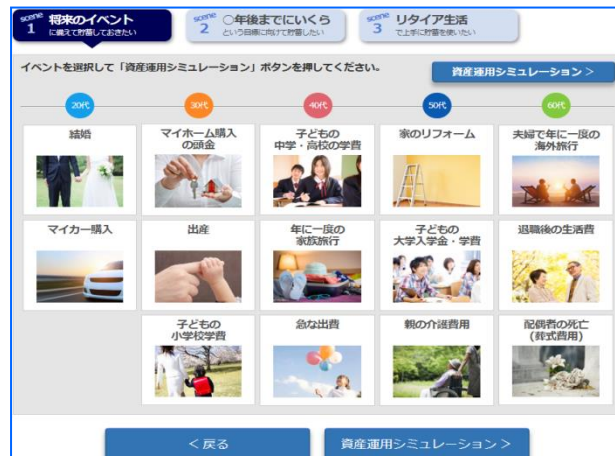 scene 1 将来のイベント
に備えて貯蓄しておきたい
scene 2 ○年後までにいくら
という目標に向けて貯蓄したい
scene 3 リタイア生活
で上手に貯蓄を使いたい
イベントを選択して「資産運用シミュレーション」ボタンを押してください。
資産運用シミュレーション >
20代
30代
40代
50代
60代
結婚
マイホーム購入
の頭金
子どもの
中学・高校の学費
家のリフォーム
夫婦で年に一度の
海外旅行
マイカー購入
出産
年に一度の
家族旅行
子どもの
大学入学金・学費
退職後の生活費
子どもの
小学校学費
急な出費
親の介護費用
配偶者の死亡
(葬式費用)
< 戻る
資産運用シミュレーション >